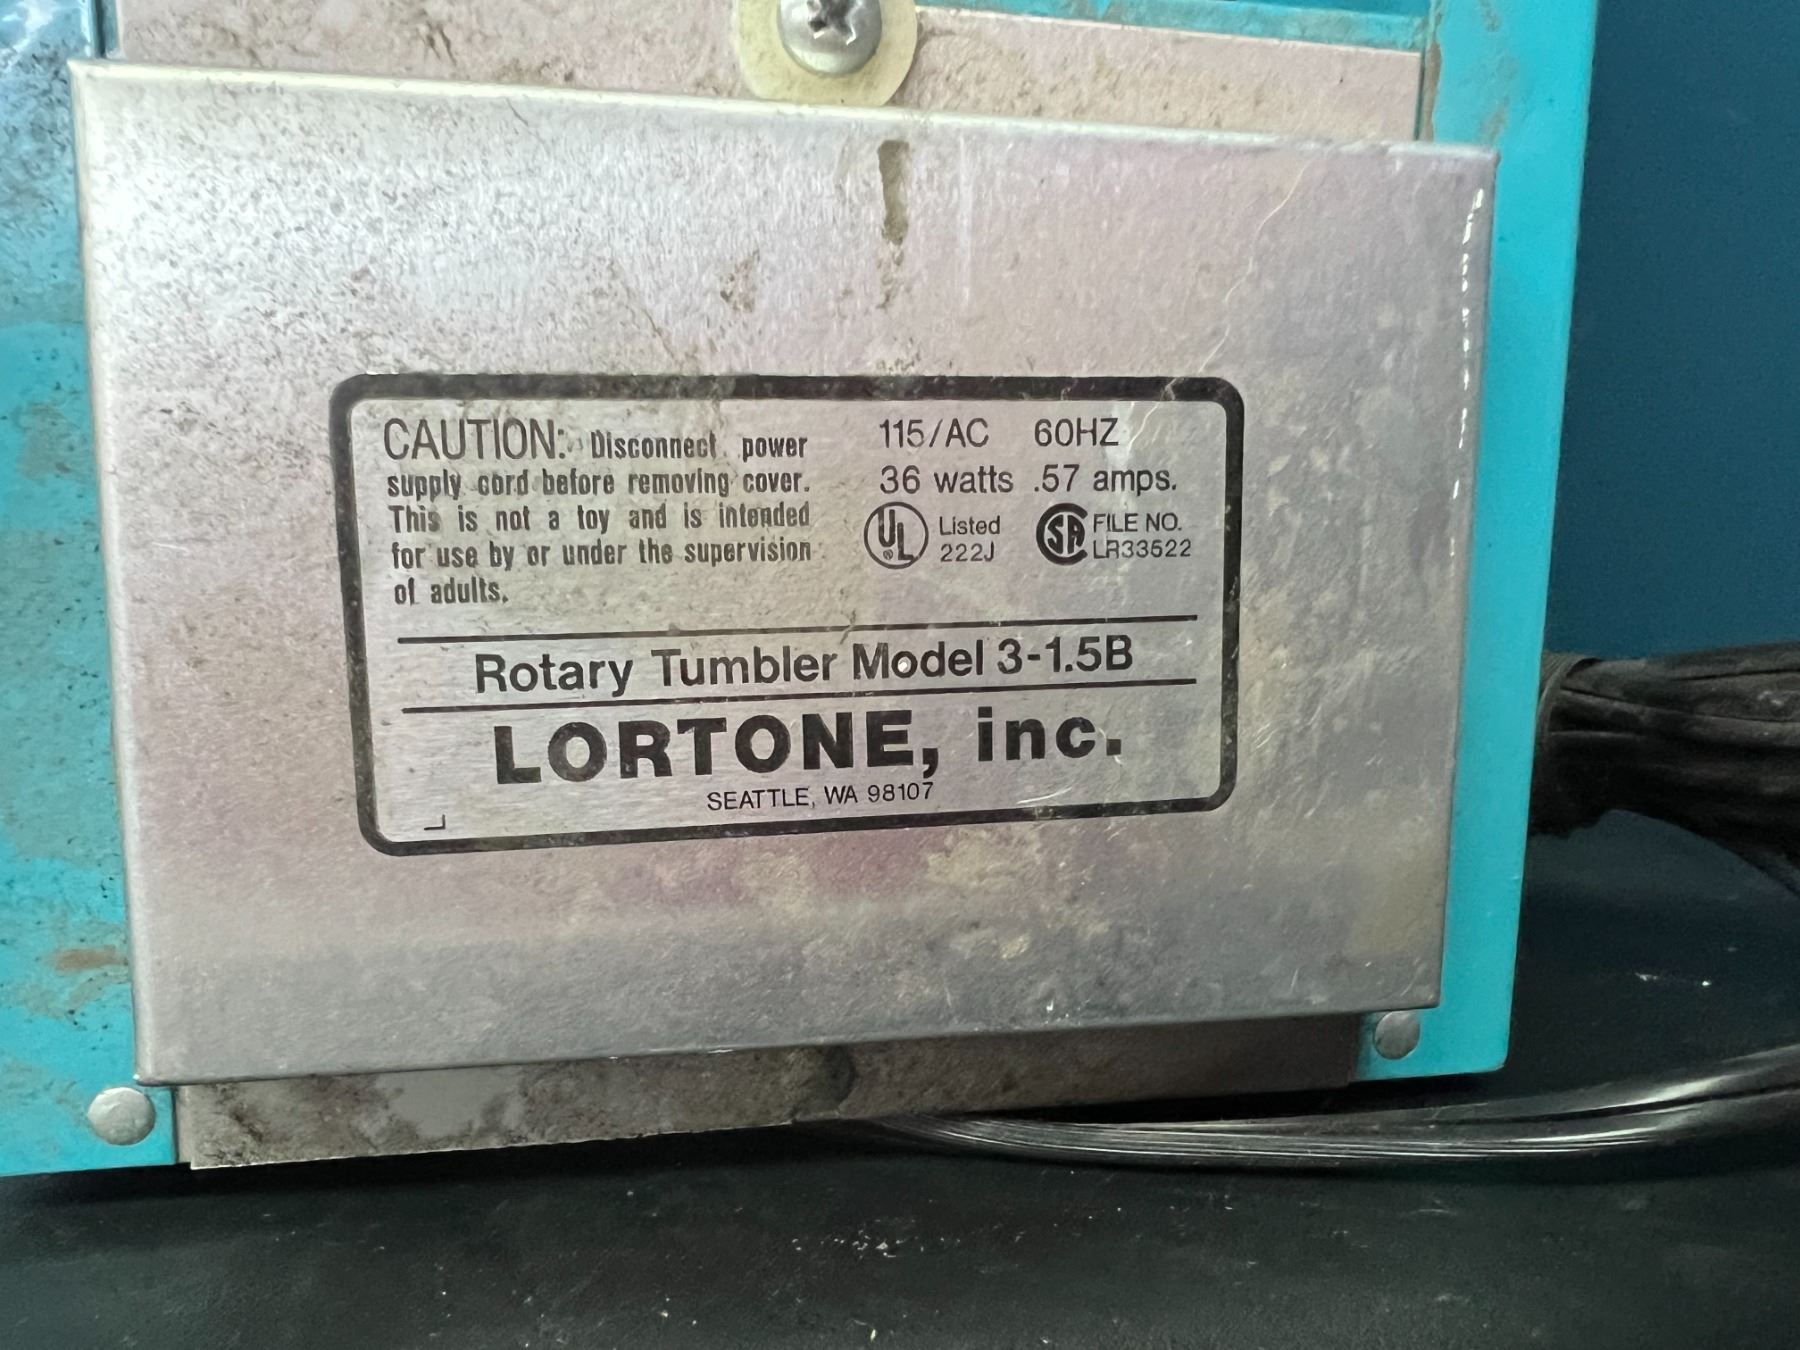 CAUTION: Disconnect power
supply cord before removing cover.
This is not a toy and is intended
for use by or under the supervision
of adults.
115/AC 60HZ
36 watts .57 amps.
UL
®
Listed
222J
SA
FILE NO.
LR33522
Rotary Tumbler Model 3-1.5B
LORTONE, inc.
SEATTLE, WA 98107